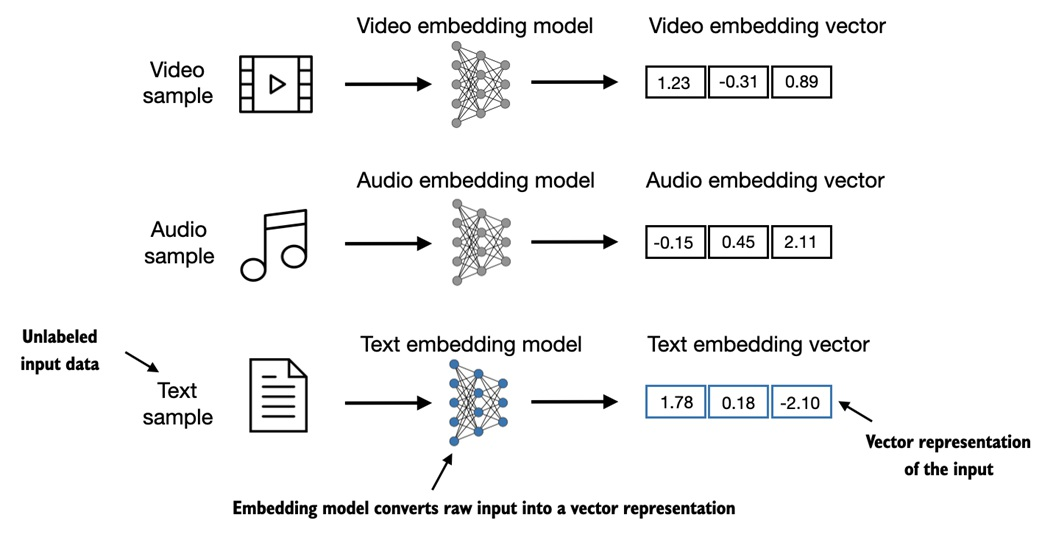 Video embedding model
Video embedding vector
Video
sample
1.23 -0.31 0.89
Audio embedding model
Audio embedding vector
Audio
sample
-0.15 0.45 2.11
Unlabeled
input data
Text embedding model
Text embedding vector
Text
sample
1.78 0.18 -2.10
Vector representation
of the input
Embedding model converts raw input into a vector representation